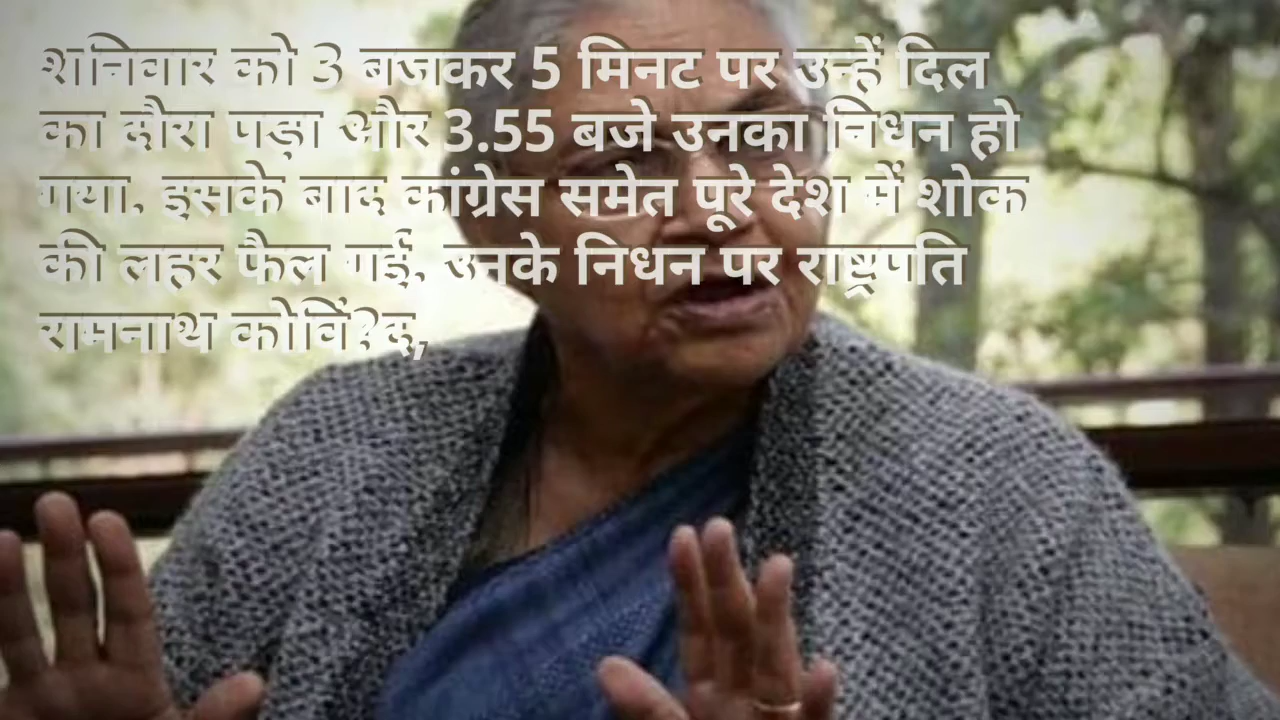 शनिवार को 3 बजकर 5 मिनट पर उन्हें दिल
का दौरा पड़ा और 3.55 बजे उनका निधन हो
गया. इसके बाद कांग्रेस समेत पूरे देश में शोक
की लहर फैल गई. उनके निधन पर राष्ट्रपति
रामनाथ कोविं?द,